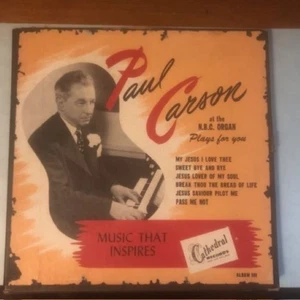 Paul
Carson
at the
N.B.C. ORGAN
Plays for you
MY JESUS I LOVE THEE
SWEET BYE AND BYE
JESUS LOVER OF MY SOUL
BREAK THOU THE BREAD OF LIFE
JESUS SAVIOUR PILOT ME
PASS ME NOT
MUSIC THAT
INSPIRES
Cathedral
RECORDS
ALBUM